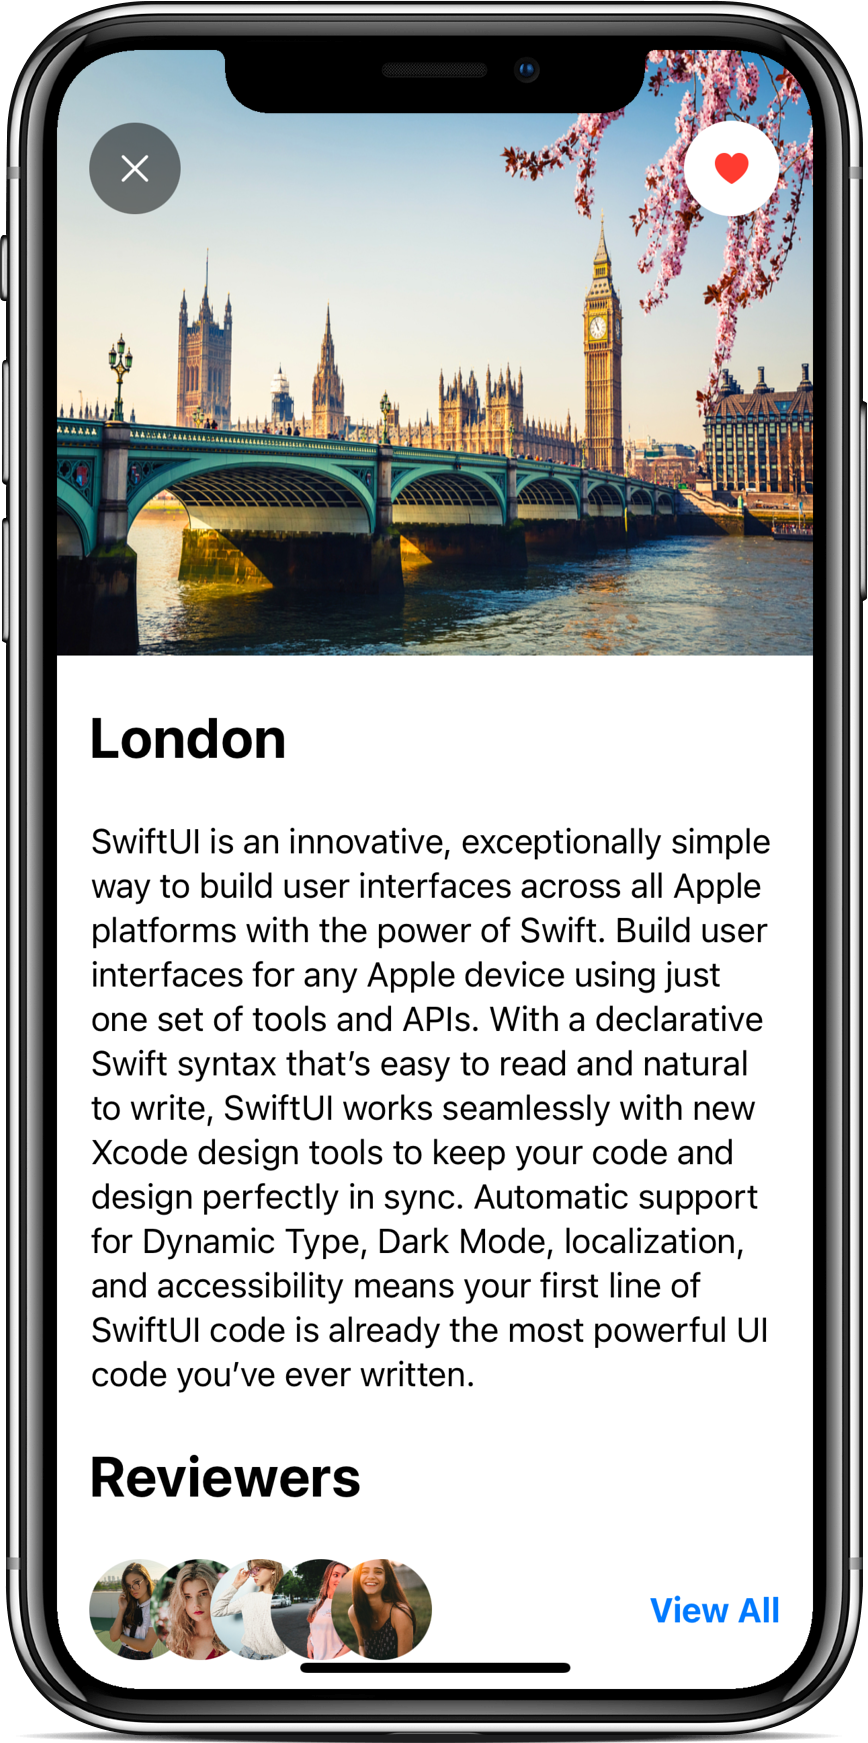 London
SwiftUI is an innovative, exceptionally simple
way to build user interfaces across all Apple
platforms with the power of Swift. Build user
interfaces for any Apple device using just
one set of tools and APIs. With a declarative
Swift syntax that’s easy to read and natural
to write, SwiftUI works seamlessly with new
Xcode design tools to keep your code and
design perfectly in sync. Automatic support
for Dynamic Type, Dark Mode, localization,
and accessibility means your first line of
SwiftUI code is already the most powerful UI
code you’ve ever written.
Reviewers
View All